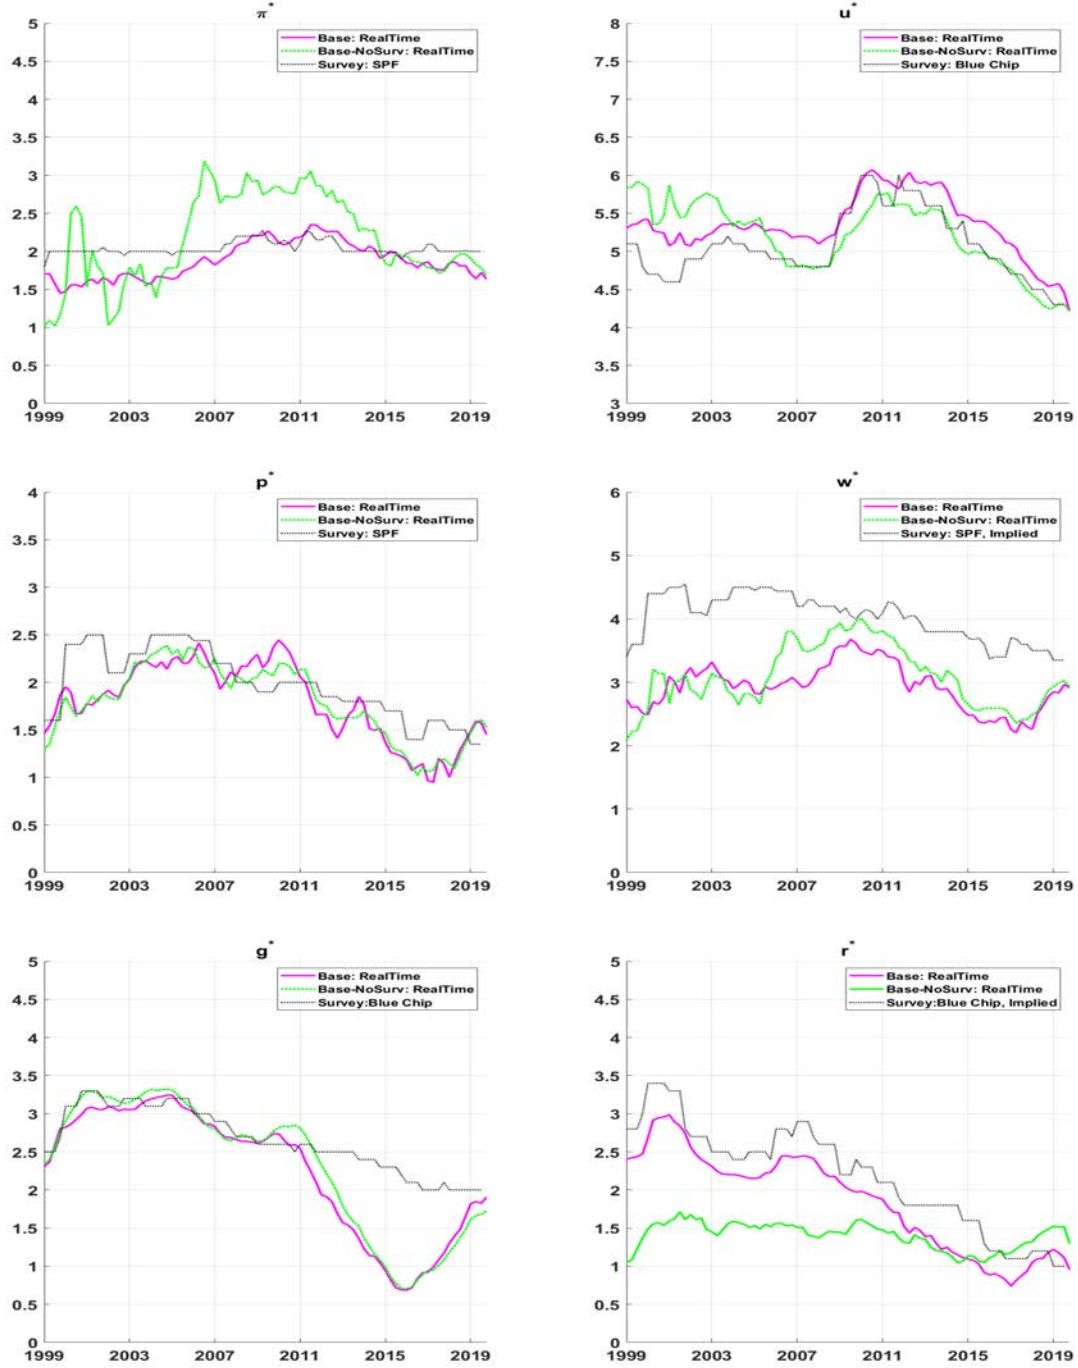 π*
5
4.5
4
3.5
3
2.5
2
1.5
1
0.5
0
1999 2003 2007 2011 2015 2019
Base: RealTime
Base-NoSurv: RealTime
Survey: SPF
u*
8
7.5
7
6.5
6
5.5
5
4.5
4
3.5
3
1999 2003 2007 2011 2015 2019
Base: RealTime
Base-NoSurv: RealTime
Survey: Blue Chip
p*
4
3.5
3
2.5
2
1.5
1
0.5
0
1999 2003 2007 2011 2015 2019
Base: RealTime
Base-NoSurv: RealTime
Survey: SPF
w*
6
5
4
3
2
1
0
1999 2003 2007 2011 2015 2019
Base: RealTime
Base-NoSurv: RealTime
Survey: SPF, Implied
g*
5
4.5
4
3.5
3
2.5
2
1.5
1
0.5
0
1999 2003 2007 2011 2015 2019
Base: RealTime
Base-NoSurv: RealTime
Survey:Blue Chip
r*
5
4.5
4
3.5
3
2.5
2
1.5
1
0.5
0
1999 2003 2007 2011 2015 2019
Base: RealTime
Base-NoSurv: RealTime
Survey:Blue Chip, Implied